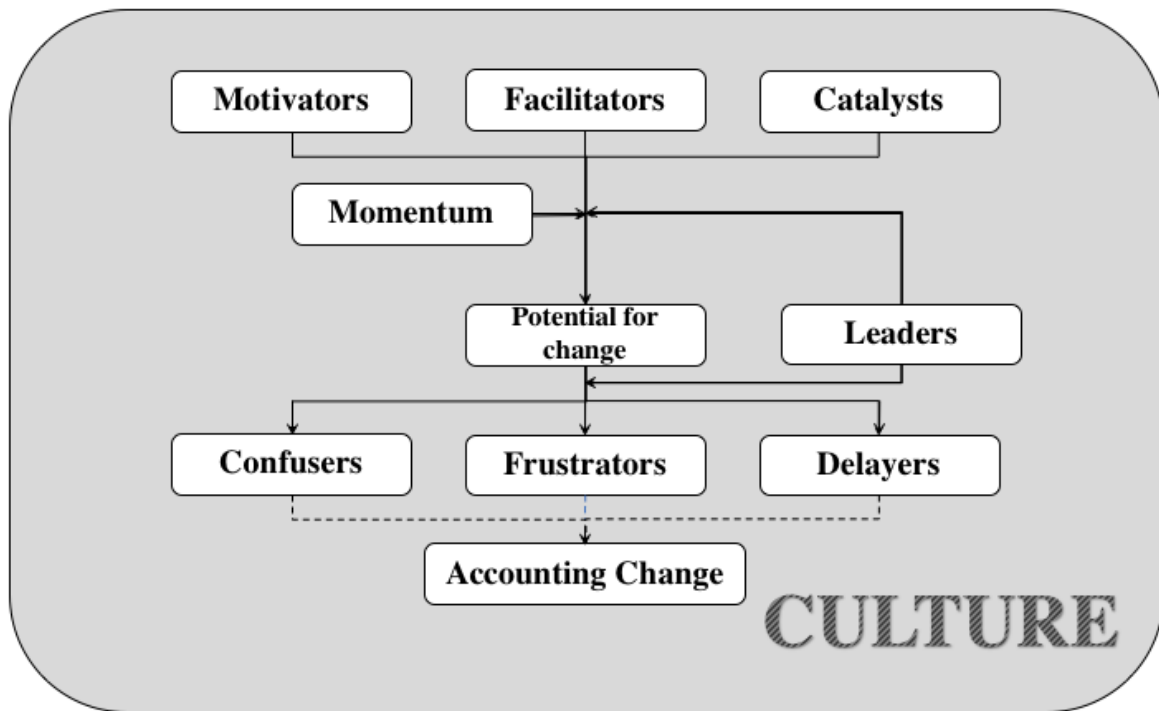 Motivators
Facilitators
Catalysts
Momentum
Potential for
change
Leaders
Confusers
Frustrators
Delayers
Accounting Change
CULTURE